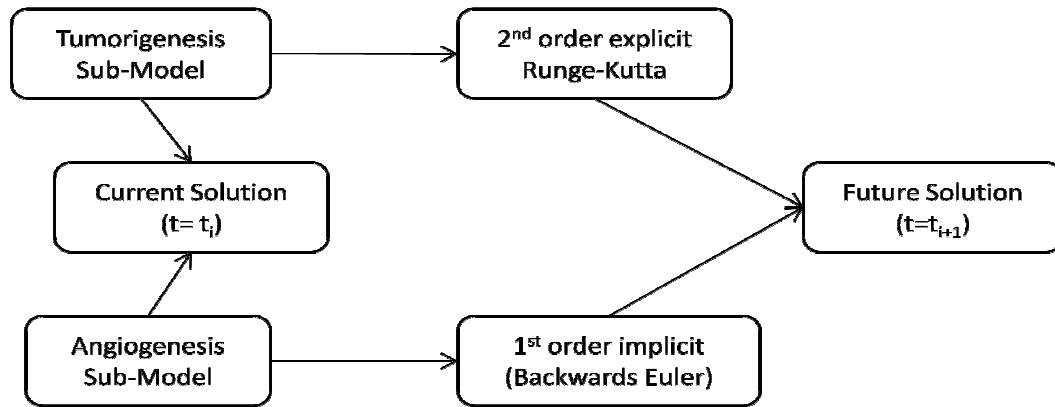 Tumorigenesis
Sub-Model
2nd order explicit
Runge-Kutta
Current Solution
(t= ti)
Future Solution
(t=ti+1)
Angiogenesis
Sub-Model
1st order implicit
(Backwards Euler)